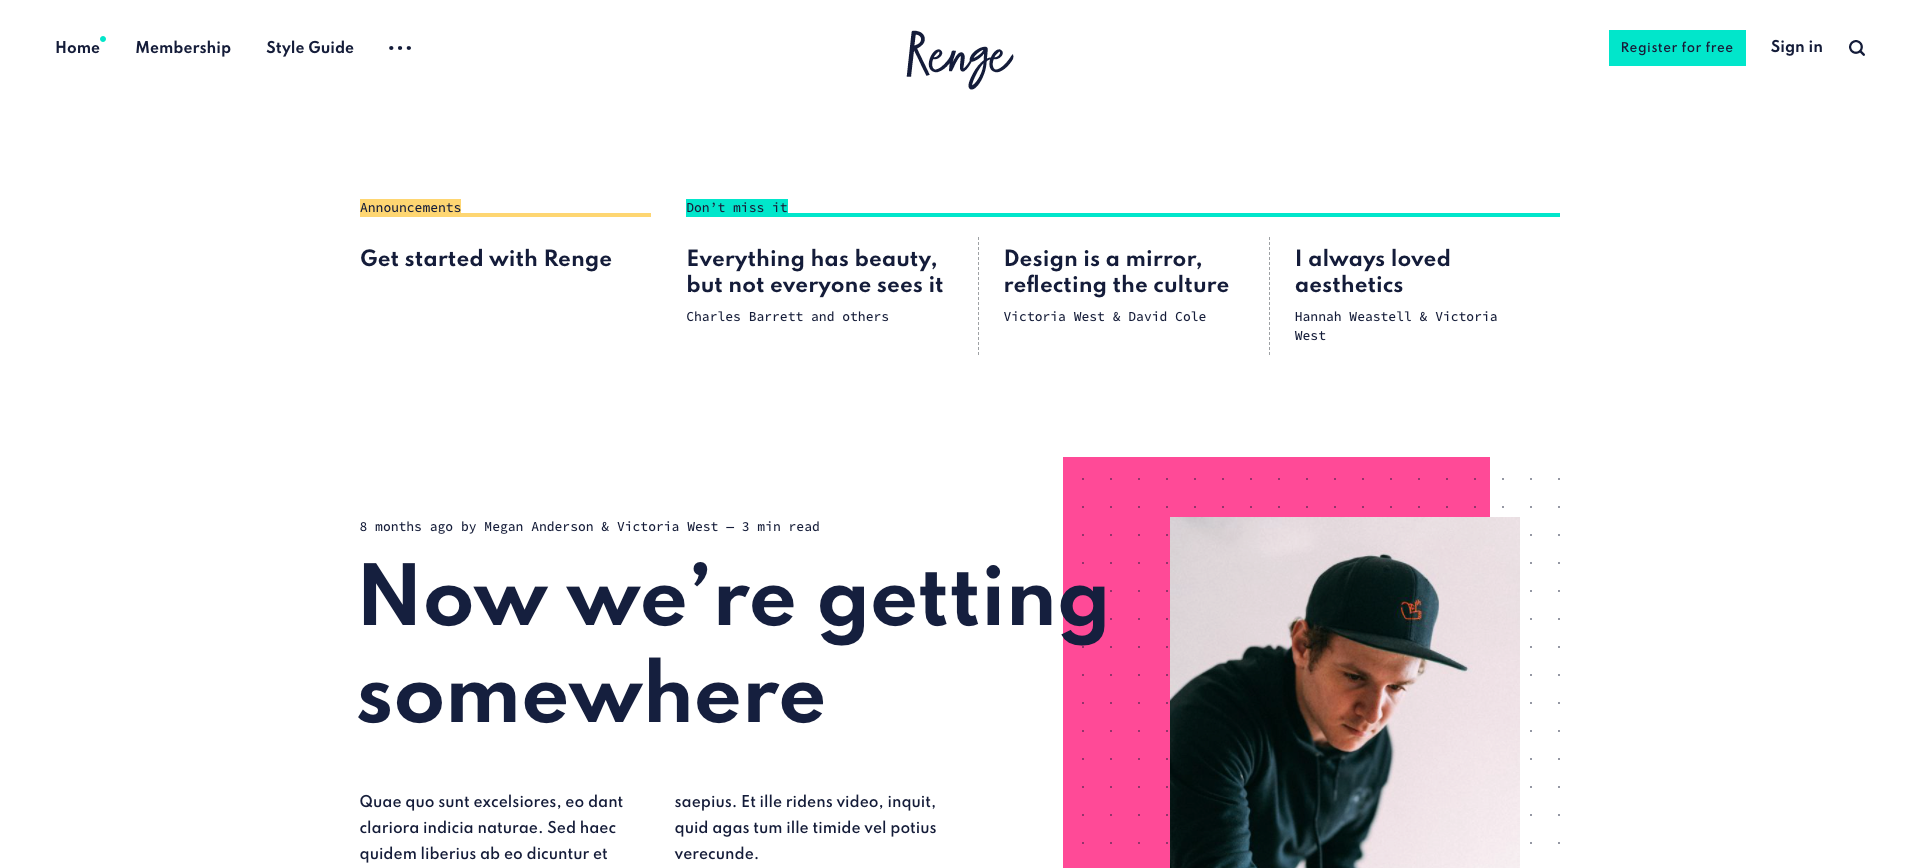 Home
Membership
Style Guide
Renge
Register for free
Sign in
Announcements
Get started with Renge
Don’t miss it
Everything has beauty,
but not everyone sees it
Charles Barrett and others
Design is a mirror,
reflecting the culture
Victoria West & David Cole
I always loved
aesthetics
Hannah Weastell & Victoria
West
8 months ago by Megan Anderson & Victoria West — 3 min read
Now we’re getting
somewhere
Quae quo sunt excelsiores, eo dant
clariora indicia naturae. Sed haec
quidem liberius ab eo dicuntur et
saepius. Et ille ridens video, inquit,
quid agas tum ille timide vel potius
verecunde.